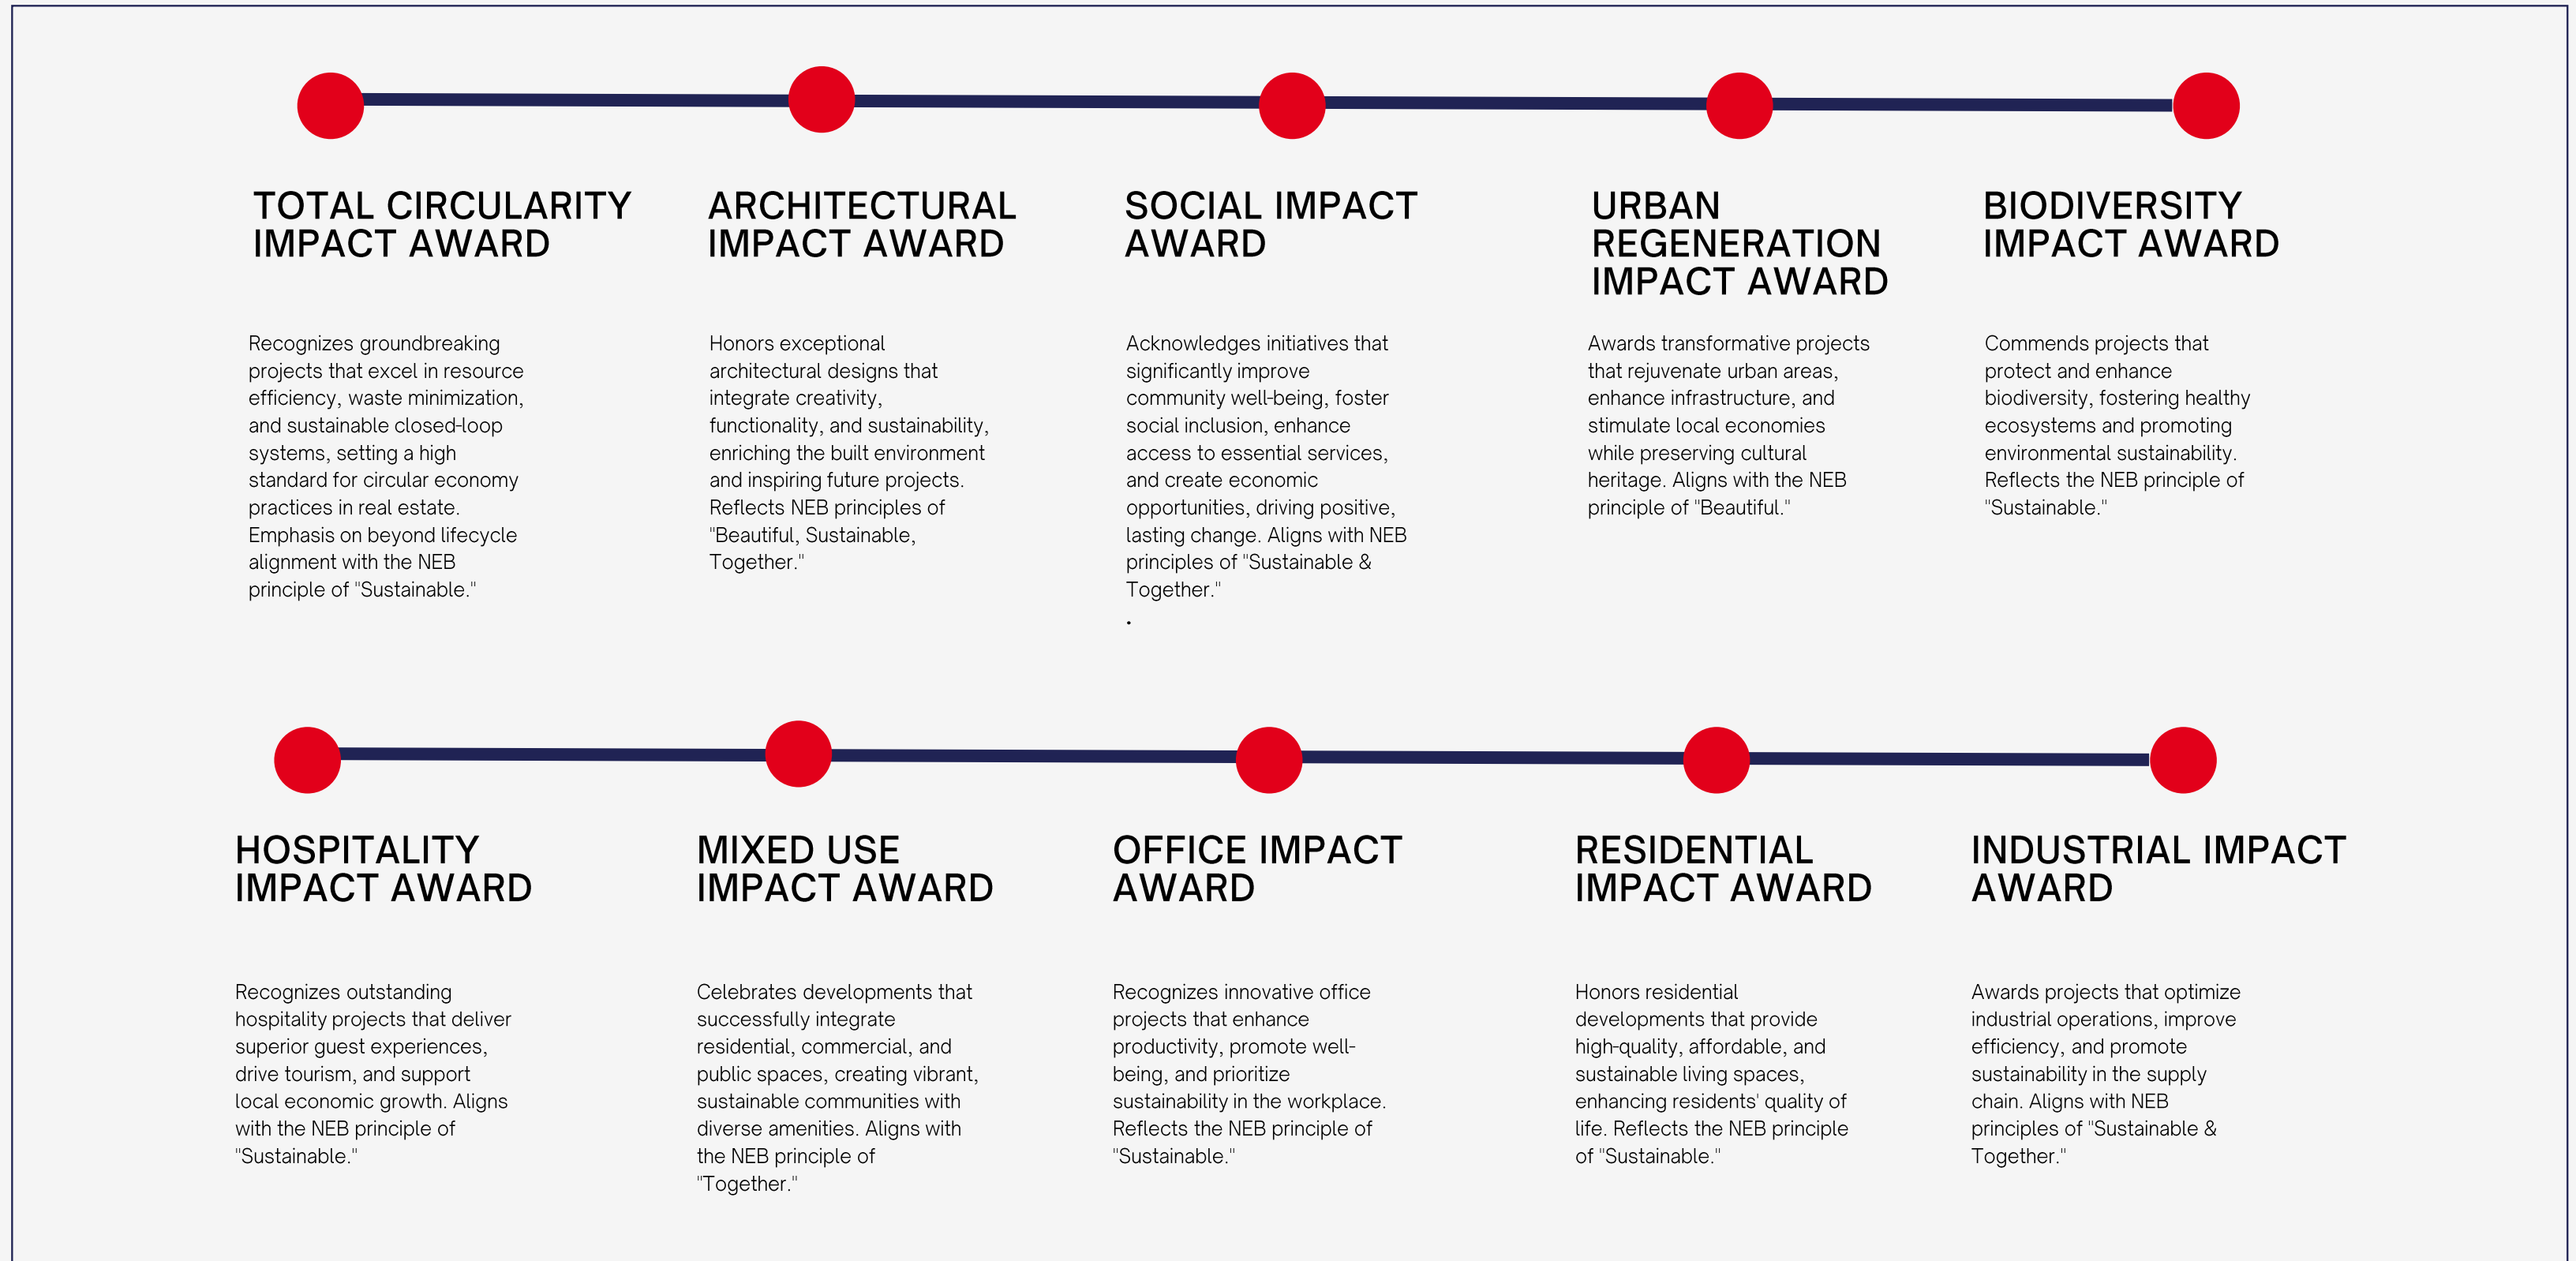 TOTAL CIRCULARITY
IMPACT AWARD
Recognizes groundbreaking
projects that excel in resource
efficiency, waste minimization,
and sustainable closed-loop
systems, setting a high
standard for circular economy
practices in real estate.
Emphasis on beyond lifecycle
alignment with the NEB
principle of "Sustainable."
ARCHITECTURAL
IMPACT AWARD
Honors exceptional
architectural designs that
integrate creativity,
functionality, and sustainability,
enriching the built environment
and inspiring future projects.
Reflects NEB principles of
"Beautiful, Sustainable,
Together."
SOCIAL IMPACT
AWARD
Acknowledges initiatives that
significantly improve
community well-being, foster
social inclusion, enhance
access to essential services,
and create economic
opportunities, driving positive,
lasting change. Aligns with NEB
principles of "Sustainable &
Together."
.
URBAN
REGENERATION
IMPACT AWARD
Awards transformative projects
that rejuvenate urban areas,
enhance infrastructure, and
stimulate local economies
while preserving cultural
heritage. Aligns with the NEB
principle of "Beautiful."
BIODIVERSITY
IMPACT AWARD
Commends projects that
protect and enhance
biodiversity, fostering healthy
ecosystems and promoting
environmental sustainability.
Reflects the NEB principle of
"Sustainable."
HOSPITALITY
IMPACT AWARD
Recognizes outstanding
hospitality projects that deliver
superior guest experiences,
drive tourism, and support
local economic growth. Aligns
with the NEB principle of
"Sustainable."
MIXED USE
IMPACT AWARD
Celebrates developments that
successfully integrate
residential, commercial, and
public spaces, creating vibrant,
sustainable communities with
diverse amenities. Aligns with
the NEB principle of
"Together."
OFFICE IMPACT
AWARD
Recognizes innovative office
projects that enhance
productivity, promote well-
being, and prioritize
sustainability in the workplace.
Reflects the NEB principle of
"Sustainable."
RESIDENTIAL
IMPACT AWARD
Honors residential
developments that provide
high-quality, affordable, and
sustainable living spaces,
enhancing residents' quality of
life. Reflects the NEB principle
of "Sustainable."
INDUSTRIAL IMPACT
AWARD
Awards projects that optimize
industrial operations, improve
efficiency, and promote
sustainability in the supply
chain. Aligns with NEB
principles of "Sustainable &
Together."